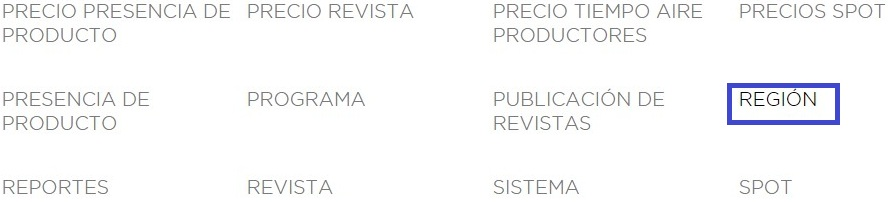 PRECIO PRESENCIA DE PRODUCTO
PRECIO REVISTA
PRECIO TIEMPO AIRE PRODUCTORES
PRECIOS SPOT
PRESENCIA DE PRODUCTO
PROGRAMA
PUBLICACIÓN DE REVISTAS
REGIÓN
REPORTES
REVISTA
SISTEMA
SPOT